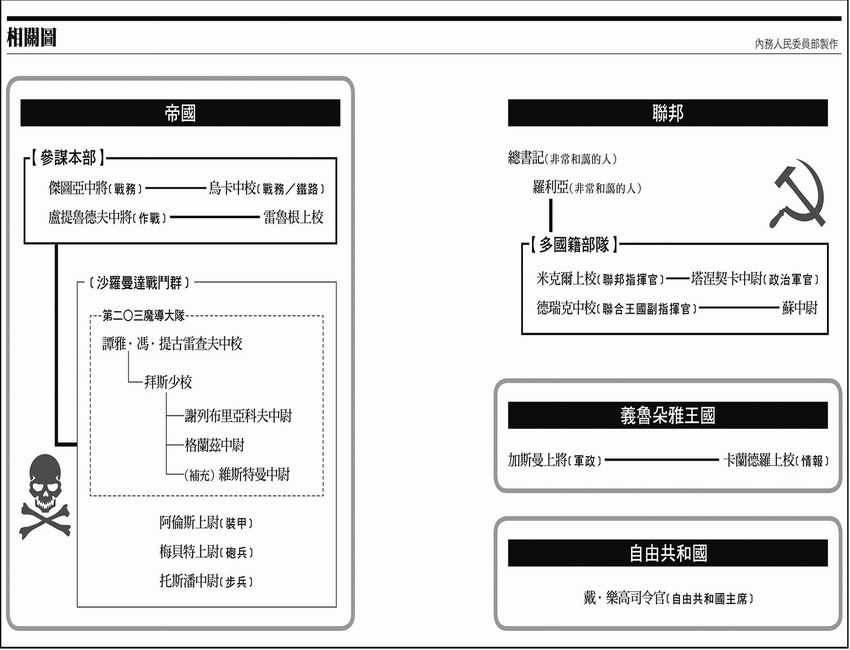 相關圖
內務人民委員部製作
帝國
【參謀本部】
傑圖亞中將〔戰務〕 烏卡中校〔戰務／鐵路〕
盧提魯德夫中將〔作戰〕 雷魯根上校
〔沙羅曼達戰鬥群〕
第二〇三魔導大隊
譚雅·馮·提古雷查夫中校
拜斯少校
謝列布里亞科夫中尉
格蘭茲中尉
（補充）維斯特曼中尉
阿倫斯上尉〔裝甲〕
梅貝特上尉〔砲兵〕
托斯潘中尉〔步兵〕
聯邦
總書記（非常和藹的人）
羅利亞（非常和藹的人）
【多國籍部隊】
米克爾上校〔聯邦指揮官〕 塔涅契卡中尉〔政治軍官〕
德瑞克中校〔聯合王國副指揮官〕 蘇中尉
義魯朵雅王國
加斯曼上將〔軍政〕 卡蘭德羅上校〔情報〕
自由共和國
戴·樂高司令官〔自由共和國主席〕